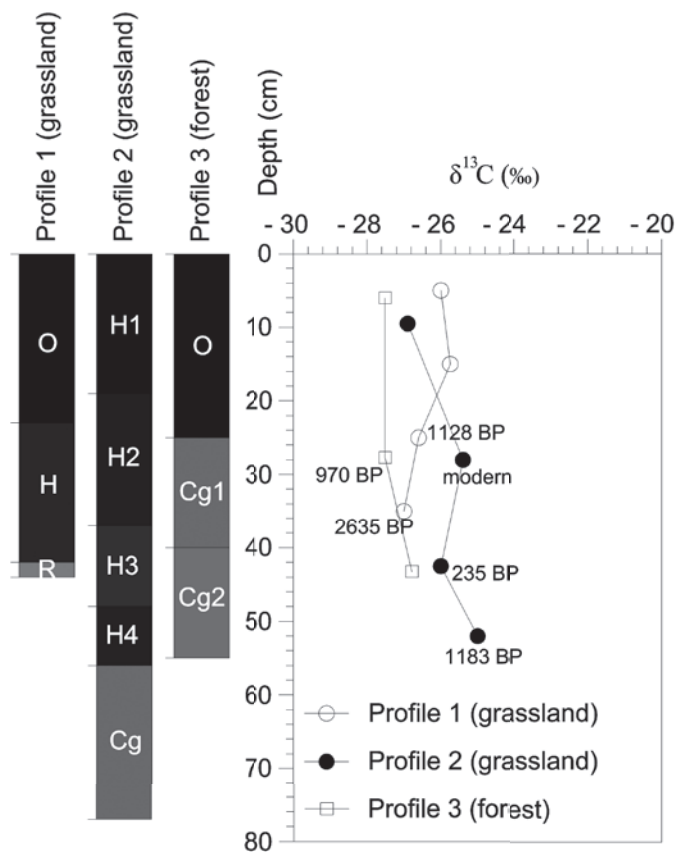 Profile 1 (grassland)
Profile 2 (grassland)
Profile 3 (forest)
Depth (cm)
δ13C (‰)
- 30 - 28 - 26 - 24 - 22 - 20
0
10
20
30
40
50
60
70
80
O
H
R
H1
H2
H3
H4
Cg
O
Cg1
Cg2
1128 BP
970 BP
modern
2635 BP
235 BP
1183 BP
Profile 1 (grassland)
Profile 2 (grassland)
Profile 3 (forest)